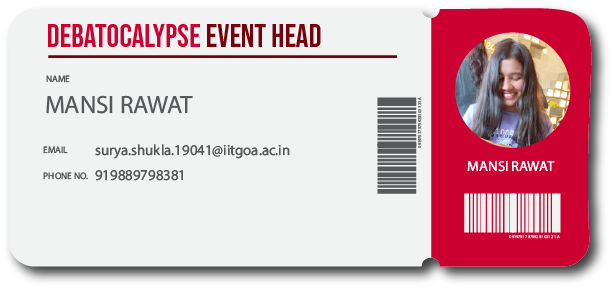 DEBATOCALYPSE EVENT HEAD
NAME
MANSI RAWAT
EMAIL surya.shukla.19041@iitgoa.ac.in
PHONE NO. 919889798381
MANSI RAWAT